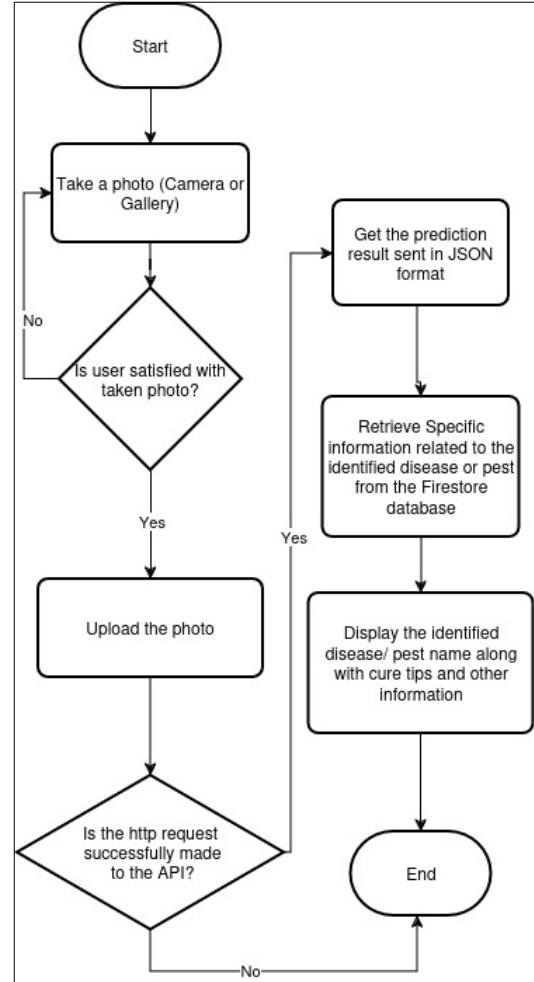 Start
Take a photo (Camera or
Gallery)
No
Is user satisfied with
taken photo?
Yes
Upload the photo
Is the http request
successfully made
to the API?
No
Yes
Get the prediction
result sent in JSON
format
Retrieve Specific
information related to the
identified disease or pest
from the Firestore
database
Display the identified
disease/ pest name along
with cure tips and other
information
End